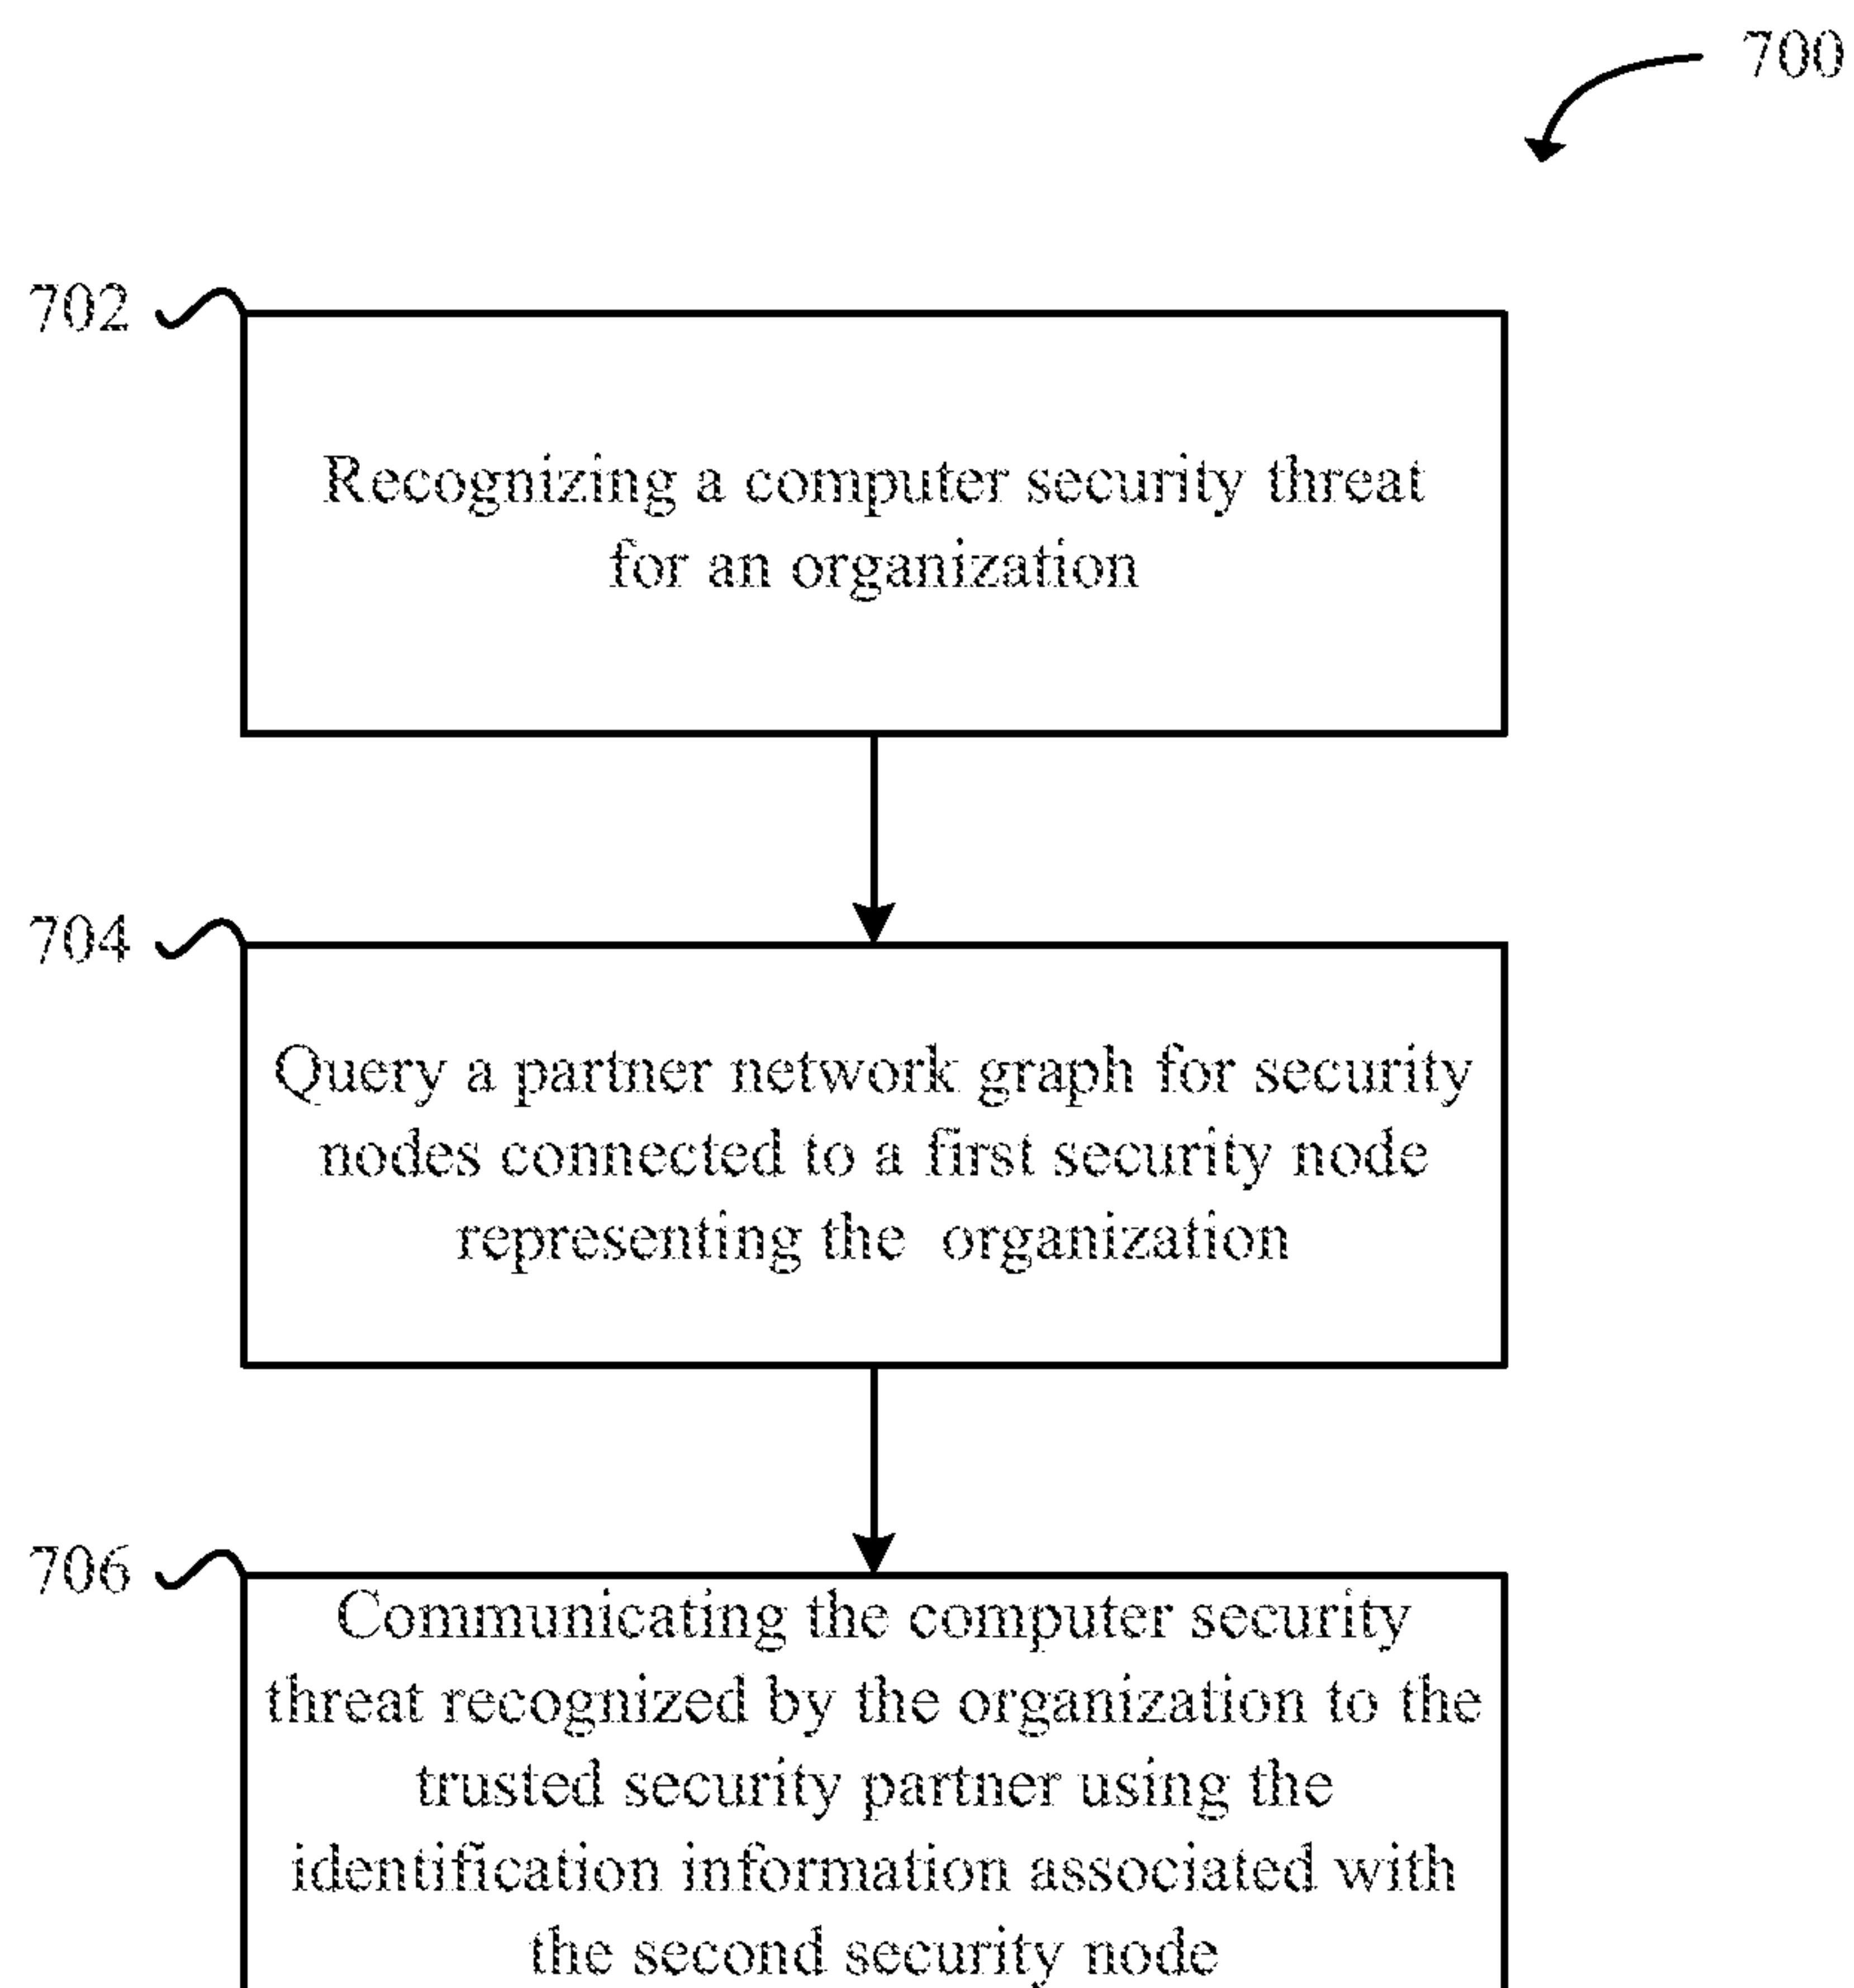 700
702
Recognizing a computer security threat
for an organization
704
Query a partner network graph for security
nodes connected to a first security node
representing the organization
706
Communicating the computer security
threat recognized by the organization to the
trusted security partner using the
identification information associated with
the second security node